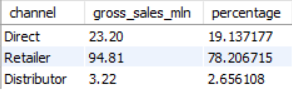 channel gross_sales_mln percentage
Direct 23.20 19.137177
Retailer 94.81 78.206715
Distributor 3.22 2.656108